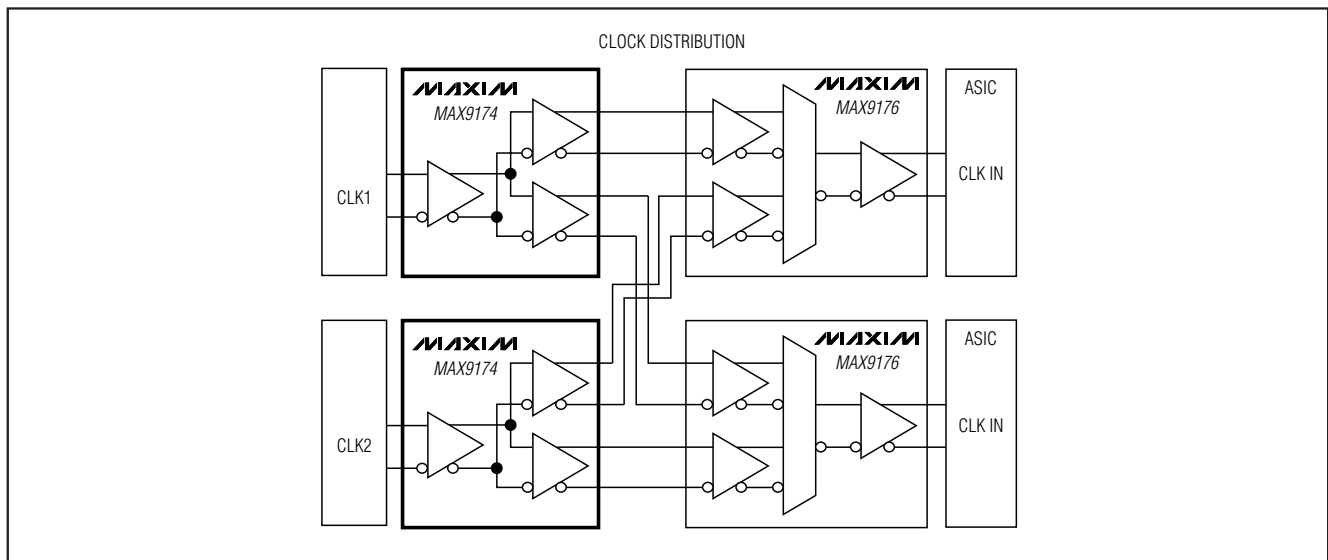 CLOCK DISTRIBUTION
CLK1
MAXIM
MAX9174
MAXIM
MAX9176
ASIC
CLK IN
CLK2
MAXIM
MAX9174
MAXIM
MAX9176
ASIC
CLK IN